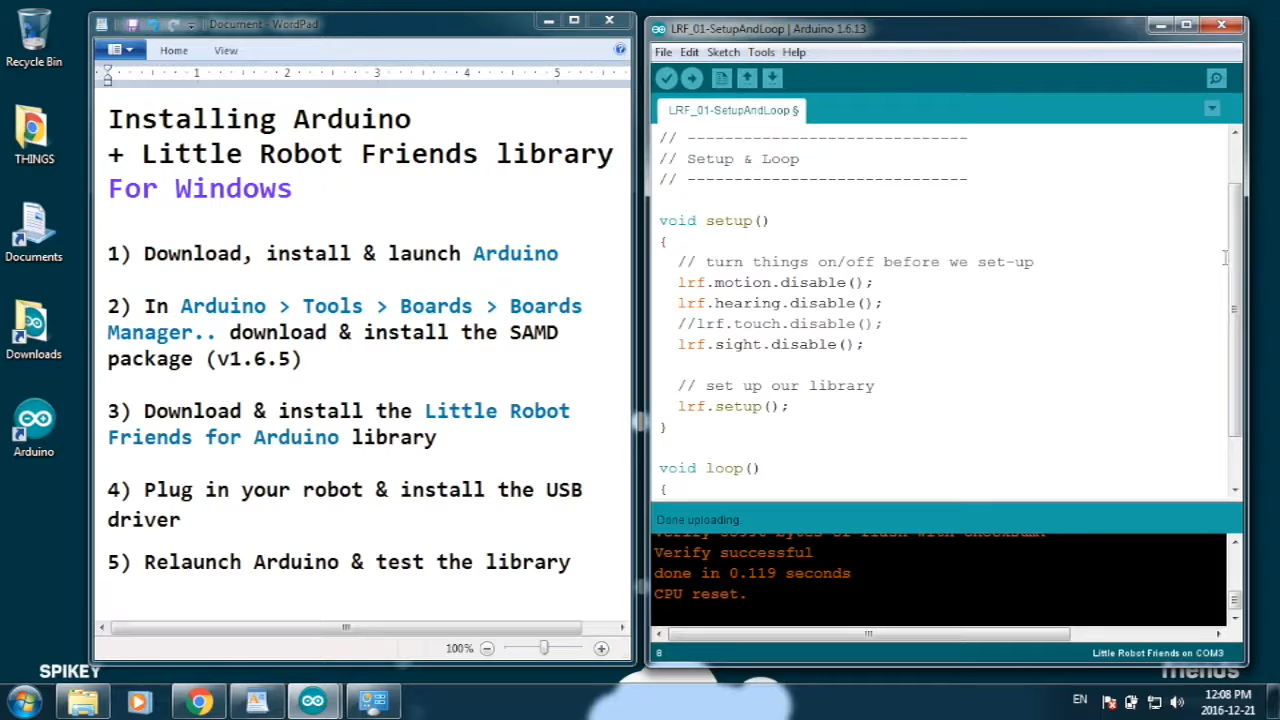 Recycle Bin
THINGS
Documents
Downloads
Arduino
SPIKEY
Document - WordPad
Home View
1 2 3 4 5
Installing Arduino
+ Little Robot Friends library
For Windows
1) Download, install & launch Arduino
2) In Arduino > Tools > Boards > Boards
Manager.. download & install the SAMD
package (v1.6.5)
3) Download & install the Little Robot
Friends for Arduino library
4) Plug in your robot & install the USB
driver
5) Relaunch Arduino & test the library
100%
LRF_01-SetupAndLoop | Arduino 1.6.13
File Edit Sketch Tools Help
LRF_01-SetupAndLoop §
// ------------------------------
// Setup & Loop
// ------------------------------
void setup()
{
// turn things on/off before we set-up
lrf.motion.disable();
lrf.hearing.disable();
//lrf.touch.disable();
lrf.sight.disable();
// set up our library
lrf.setup();
}
void loop()
{
Done uploading.
Verify successful
done in 0.119 seconds
CPU reset.
8
Little Robot Friends on COM3
friends
EN
12:08 PM
2016-12-21